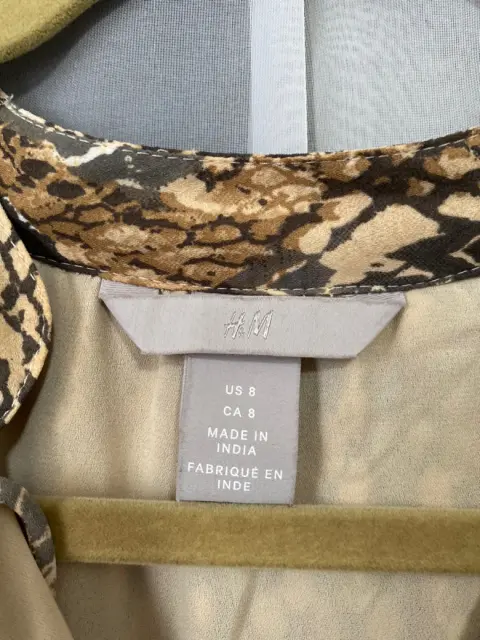 H&M
US 8
CA 8
MADE IN
INDIA
FABRIQUÉ EN
INDE